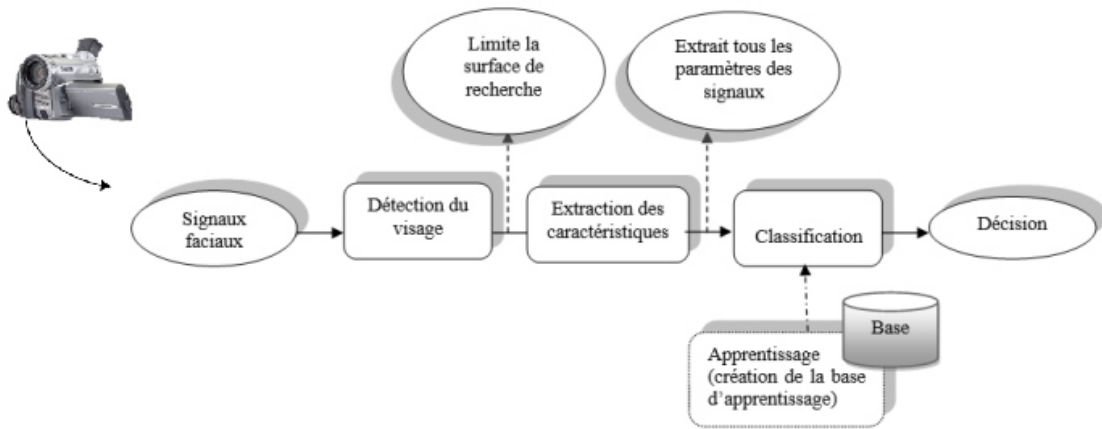 Limite la
surface de
recherche
Extrait tous les
paramètres des
signaux
Signaux
faciaux
Détection du
visage
Extraction des
caractéristiques
Classification
Décision
Base
Apprentissage
(création de la base
d'apprentissage)